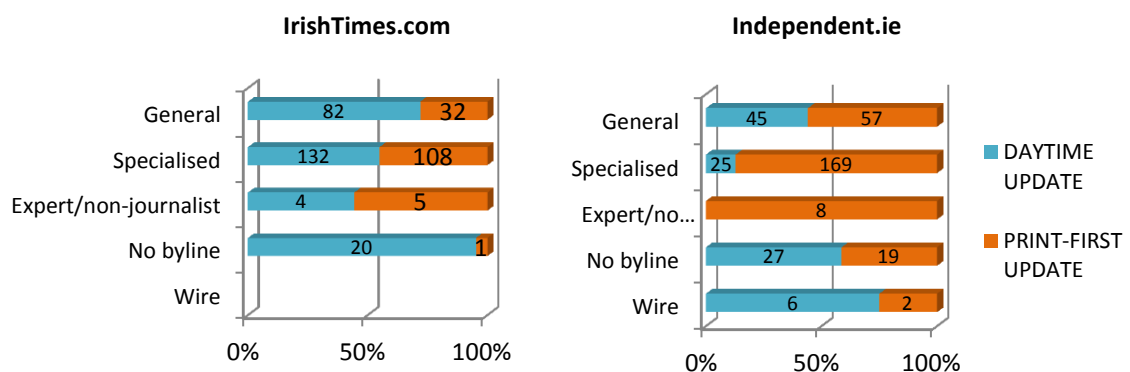 IrishTimes.com
General
82
32
Specialised
132
108
Expert/non-journalist
4
5
No byline
20
1
Wire
0%
50%
100%
Independent.ie
General
45
57
Specialised
25
169
Expert/no...
8
No byline
27
19
Wire
6
2
0%
50%
100%
DAYTIME
UPDATE
PRINT-FIRST
UPDATE